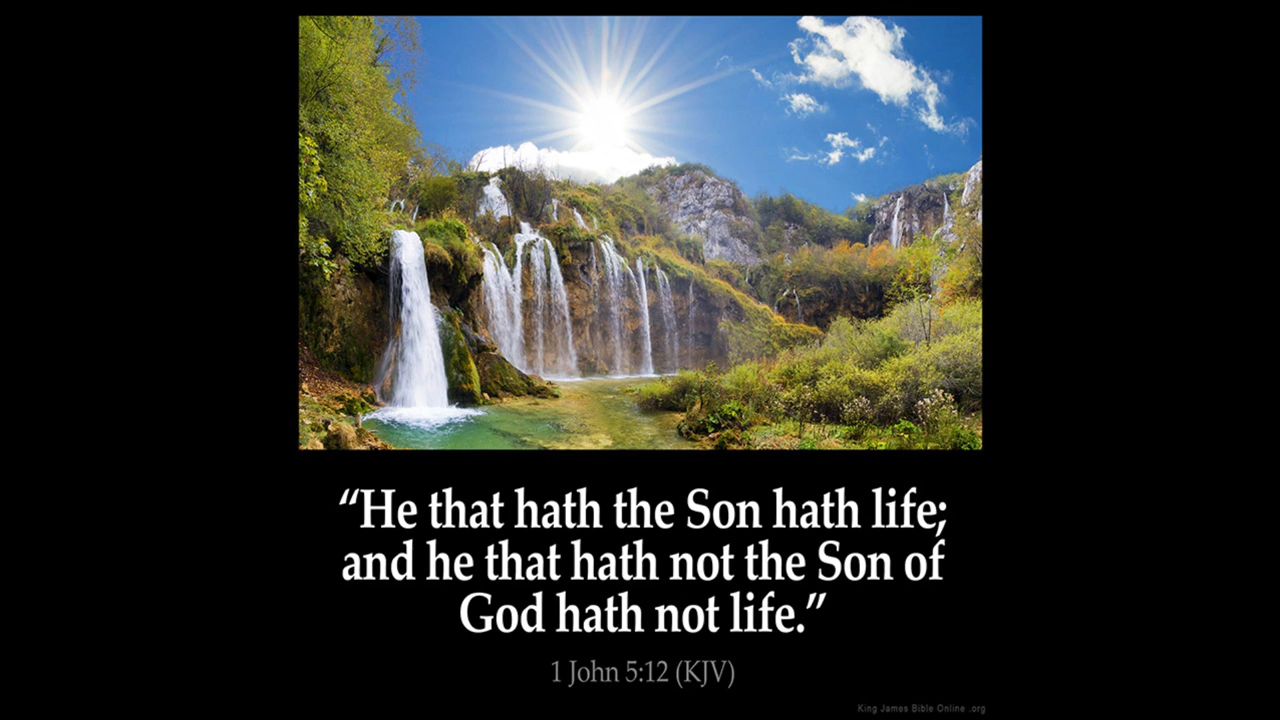 “He that hath the Son hath life;
and he that hath not the Son of
God hath not life.”
1 John 5:12 (KJV)
King James Bible Online .org